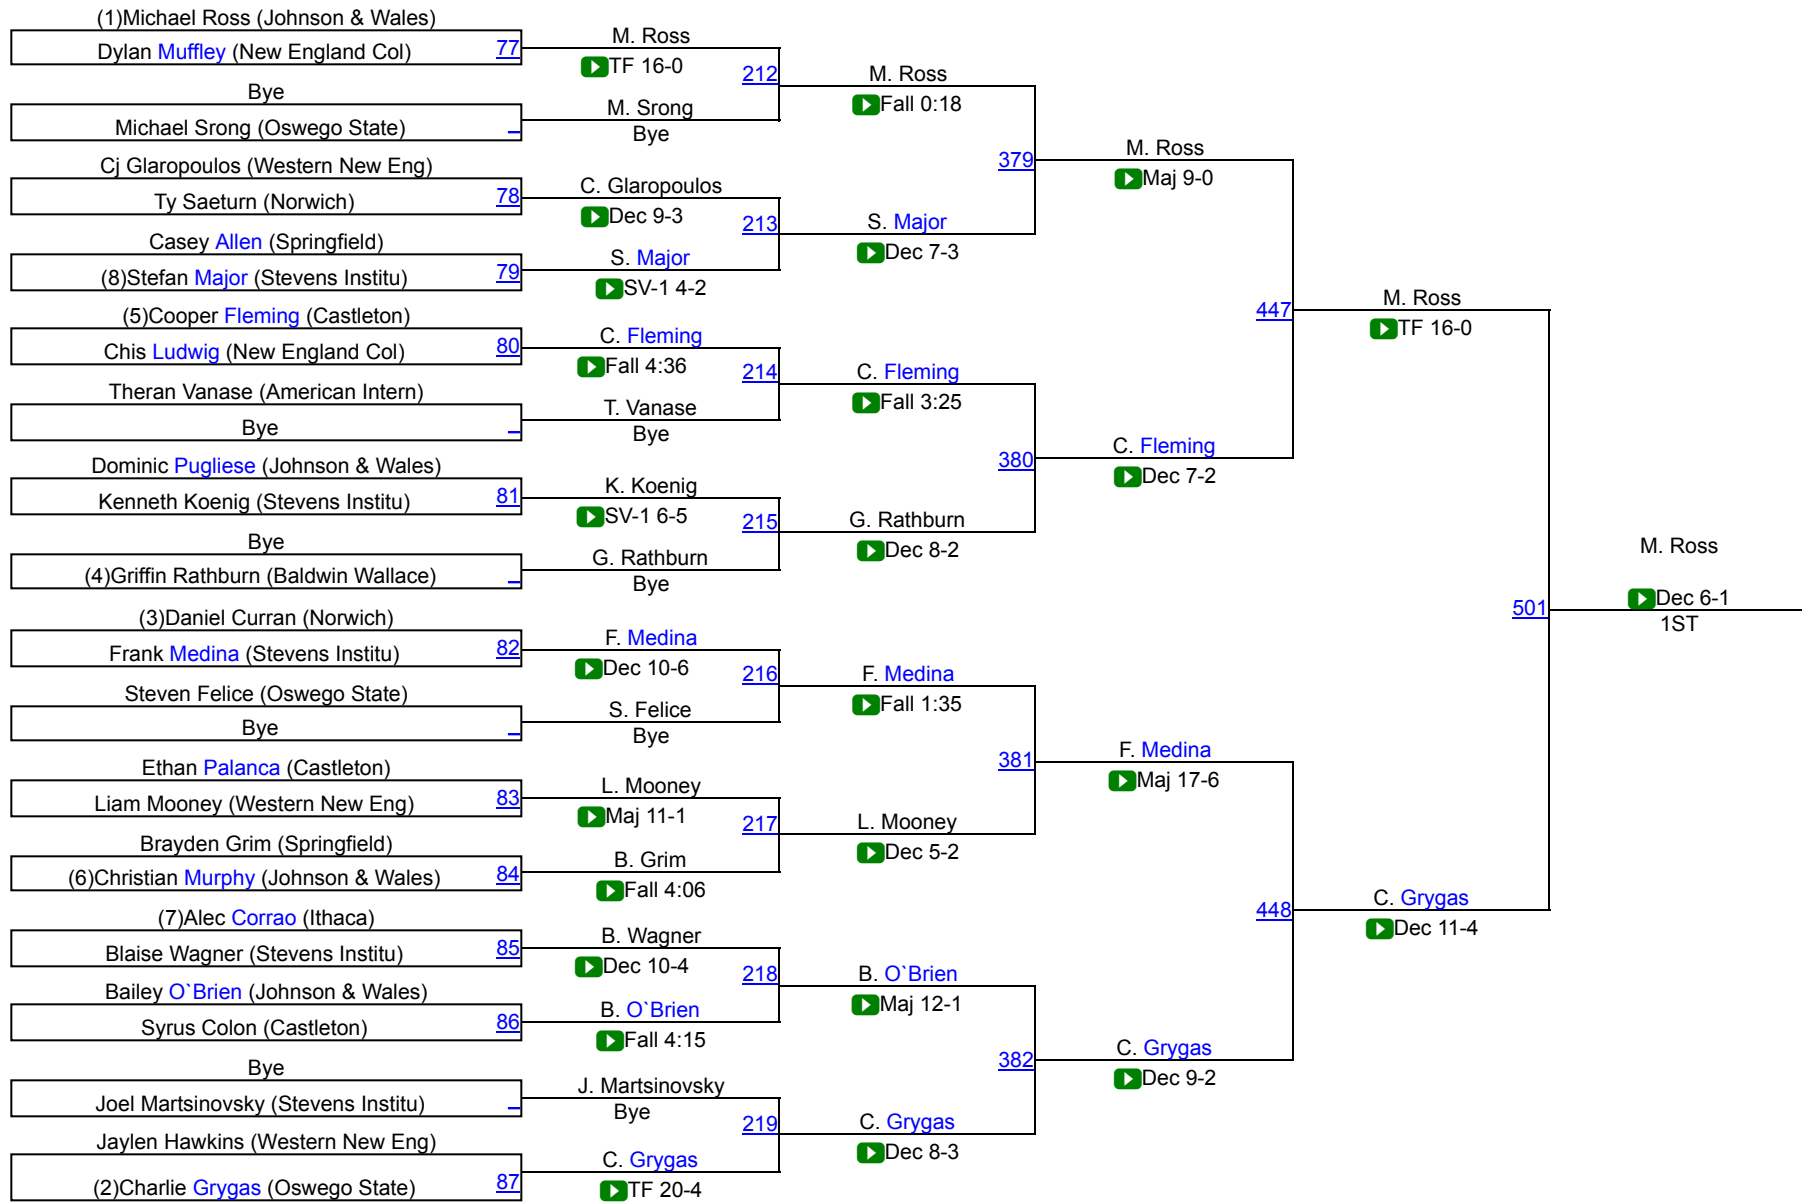 (1)Michael Ross (Johnson & Wales)
Dylan Muffley (New England Col) 77
Bye
Michael Srong (Oswego State)
Cj Glaropoulos (Western New Eng)
Ty Saeturn (Norwich) 78
Casey Allen (Springfield)
(8)Stefan Major (Stevens Institu) 79
(5)Cooper Fleming (Castleton)
Chis Ludwig (New England Col) 80
Theran Vanase (American Intern)
Bye
Dominic Pugliese (Johnson & Wales)
Kenneth Koenig (Stevens Institu) 81
Bye
(4)Griffin Rathburn (Baldwin Wallace)
(3)Daniel Curran (Norwich)
Frank Medina (Stevens Institu) 82
Steven Felice (Oswego State)
Bye
Ethan Palanca (Castleton)
Liam Mooney (Western New Eng) 83
Brayden Grim (Springfield)
(6)Christian Murphy (Johnson & Wales) 84
(7)Alec Corrao (Ithaca)
Blaise Wagner (Stevens Institu) 85
Bailey O`Brien (Johnson & Wales)
Syrus Colon (Castleton) 86
Bye
Joel Martsinovsky (Stevens Institu)
Jaylen Hawkins (Western New Eng)
(2)Charlie Grygas (Oswego State) 87
M. Ross
TF 16-0
212
M. Srong
Bye
C. Glaropoulos
Dec 9-3
213
S. Major
SV-1 4-2
C. Fleming
Fall 4:36
214
T. Vanase
Bye
K. Koenig
SV-1 6-5
215
G. Rathburn
Bye
F. Medina
Dec 10-6
216
S. Felice
Bye
L. Mooney
Maj 11-1
217
B. Grim
Fall 4:06
B. Wagner
Dec 10-4
218
B. O`Brien
Fall 4:15
J. Martsinovsky
Bye
219
C. Grygas
TF 20-4
M. Ross
Fall 0:18
379
S. Major
Dec 7-3
C. Fleming
Fall 3:25
380
G. Rathburn
Dec 8-2
F. Medina
Fall 1:35
381
L. Mooney
Dec 5-2
B. O`Brien
Maj 12-1
382
C. Grygas
Dec 8-3
M. Ross
Maj 9-0
447
C. Fleming
Dec 7-2
F. Medina
Maj 17-6
448
C. Grygas
Dec 9-2
M. Ross
TF 16-0
501
C. Grygas
Dec 11-4
M. Ross
Dec 6-1
1ST